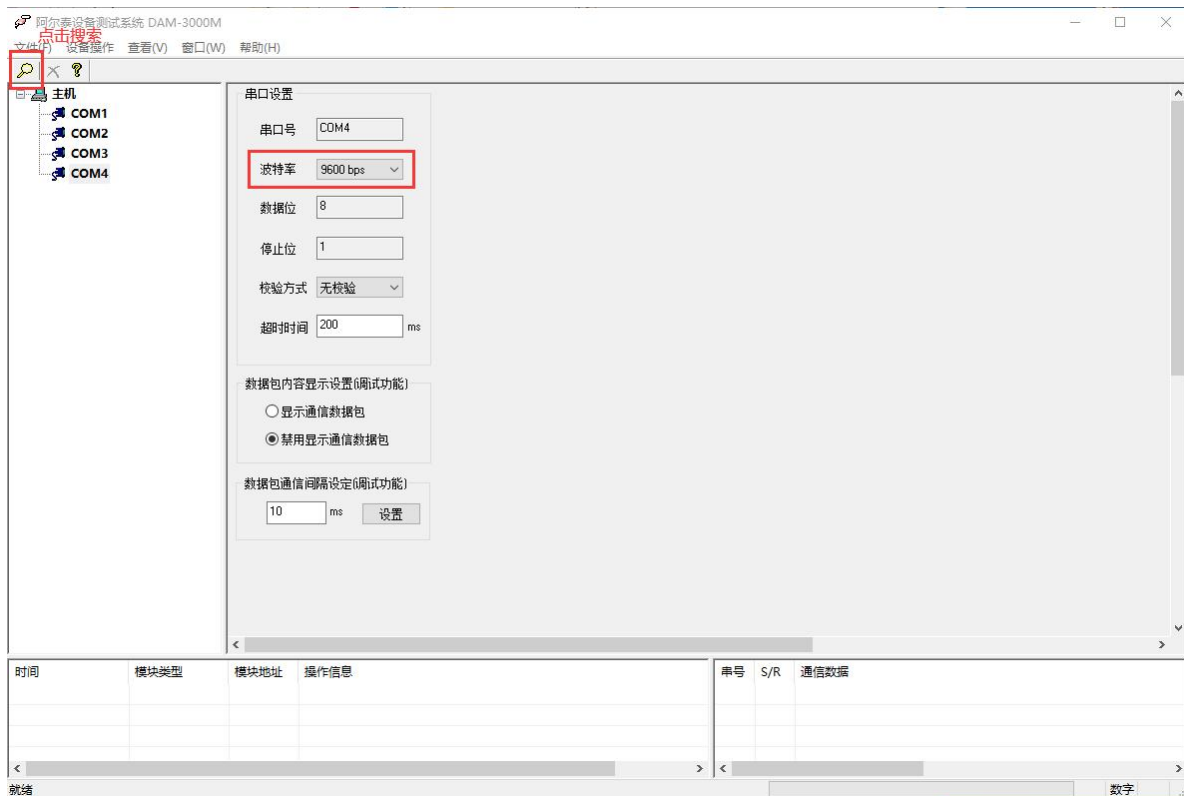 阿尔泰设备测试系统 DAM-3000M
点击搜索
文件(F) 设备操作 查看(V) 窗口(W) 帮助(H)
主机
COM1
COM2
COM3
COM4
串口设置
串口号 COM4
波特率 9600 bps
数据位 8
停止位 1
校验方式 无校验
超时时间 200 ms
数据包内容显示设置(调试功能)
显示通信数据包
禁用显示通信数据包
数据包通信间隔设定(调试功能)
10 ms 设置
时间 模块类型 模块地址 操作信息 串号 S/R 通信数据
就绪 数字